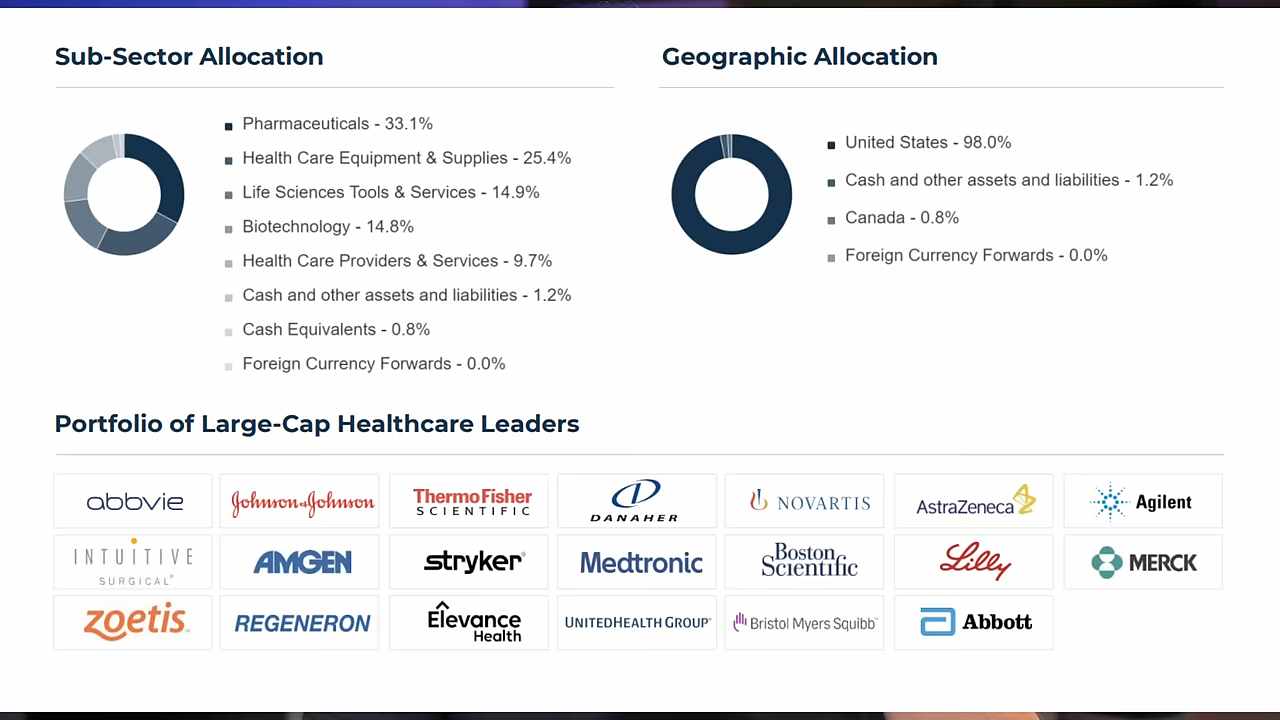 Sub-Sector Allocation
Pharmaceuticals - 33.1%
Health Care Equipment & Supplies - 25.4%
Life Sciences Tools & Services - 14.9%
Biotechnology - 14.8%
Health Care Providers & Services - 9.7%
Cash and other assets and liabilities - 1.2%
Cash Equivalents - 0.8%
Foreign Currency Forwards - 0.0%
Geographic Allocation
United States - 98.0%
Cash and other assets and liabilities - 1.2%
Canada - 0.8%
Foreign Currency Forwards - 0.0%
Portfolio of Large-Cap Healthcare Leaders
abbvie
Johnson&Johnson
ThermoFisher
SCIENTIFIC
DANAHER
NOVARTIS
AstraZeneca
Agilent
INTUITIVE
SURGICAL®
AMGEN
stryker®
Medtronic
Boston
Scientific
Lilly
MERCK
zoetis
REGENERON
Elevance
Health
UNITEDHEALTH GROUP®
Bristol Myers Squibb™
Abbott